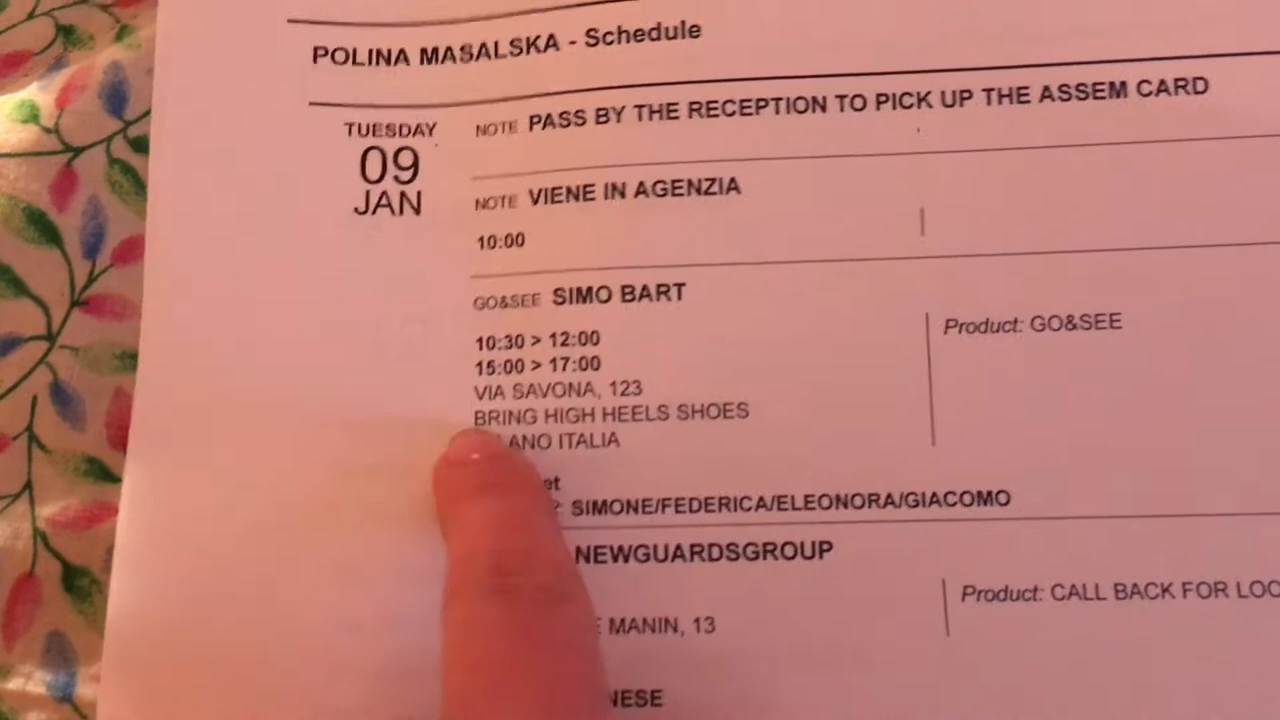 POLINA MASALSKA - Schedule
TUESDAY
09
JAN
NOTE PASS BY THE RECEPTION TO PICK UP THE ASSEM CARD
NOTE VIENE IN AGENZIA
10:00
GO&SEE SIMO BART
10:30 > 12:00
15:00 > 17:00
VIA SAVONA, 123
BRING HIGH HEELS SHOES
ANO ITALIA
Product: GO&SEE
et
SIMONE/FEDERICA/ELEONORA/GIACOMO
NEWGUARDSGROUP
MANIN, 13
Product: CALL BACK FOR LOO
NESE